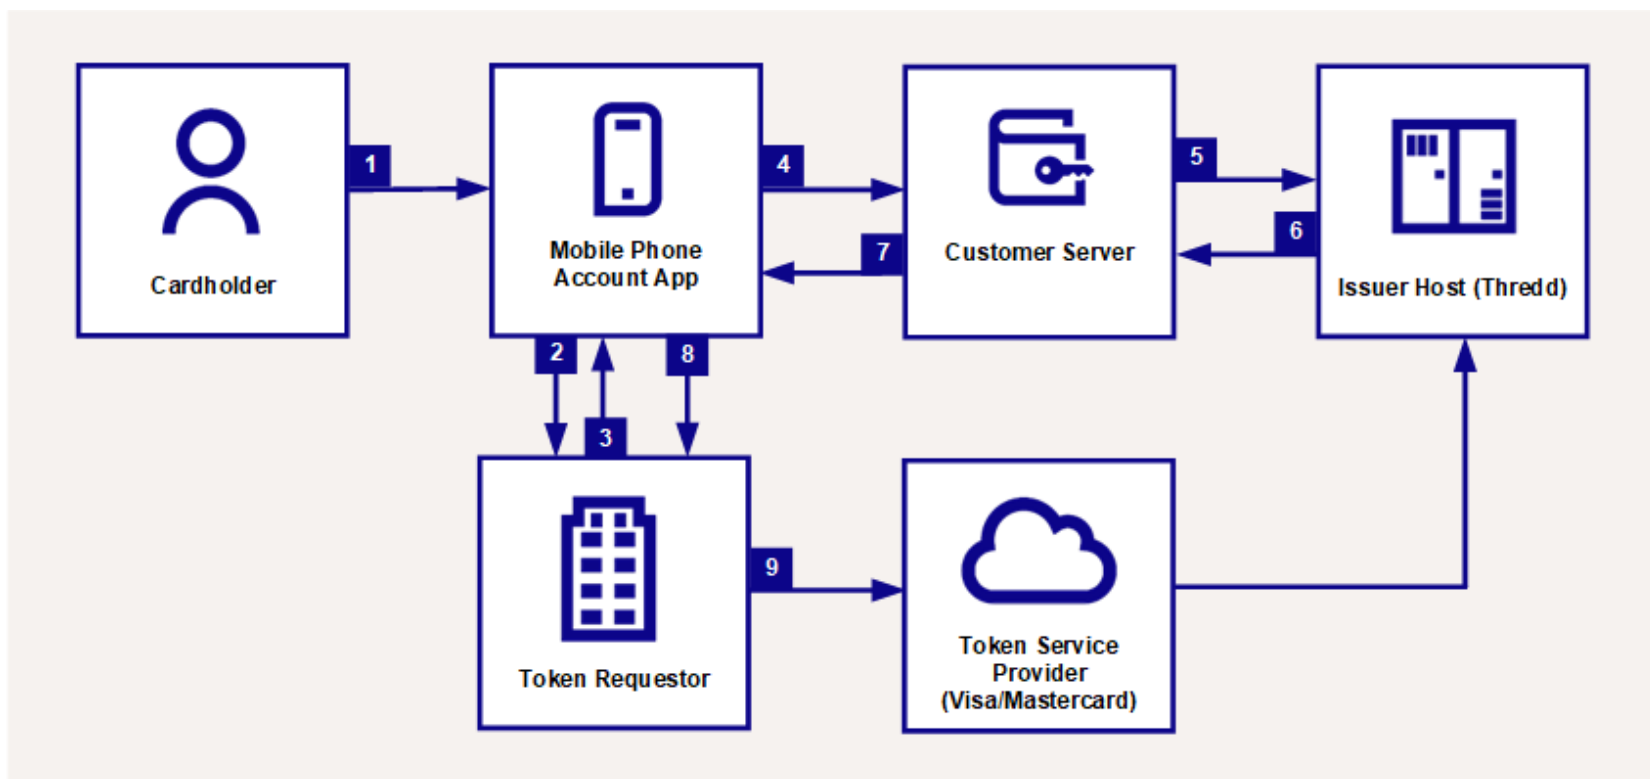 1
4
5
6
7
Mobile Phone
Account App
Customer Server
Cardholder
Issuer Host (Thredd)
2
8
3
9
Token Requestor
Token Service
Provider
(Visa/Mastercard)